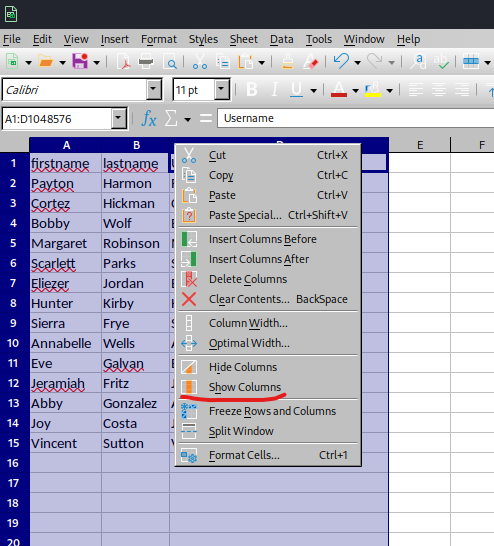 File Edit View Insert Format Styles Sheet Data Tools Window Help
Calibri 11 pt B I U A
A1:D1048576 fx Σ = Username
A B D E F
1 firstname lastname
2 Payton Harmon
3 Cortez Hickman
4 Bobby Wolf
5 Margaret Robinson
6 Scarlett Parks
7 Eliezer Jordan
8 Hunter Kirby
9 Sierra Frye
10 Annabelle Wells
11 Eve Galvan
12 Jeramiah Fritz
13 Abby Gonzalez
14 Joy Costa
15 Vincent Sutton
16
17
18
19
20
Cut Ctrl+X
Copy Ctrl+C
Paste Ctrl+V
Paste Special... Ctrl+Shift+V
Insert Columns Before
Insert Columns After
Delete Columns
Clear Contents... BackSpace
Column Width...
Optimal Width...
Hide Columns
Show Columns
Freeze Rows and Columns
Split Window
Format Cells... Ctrl+1